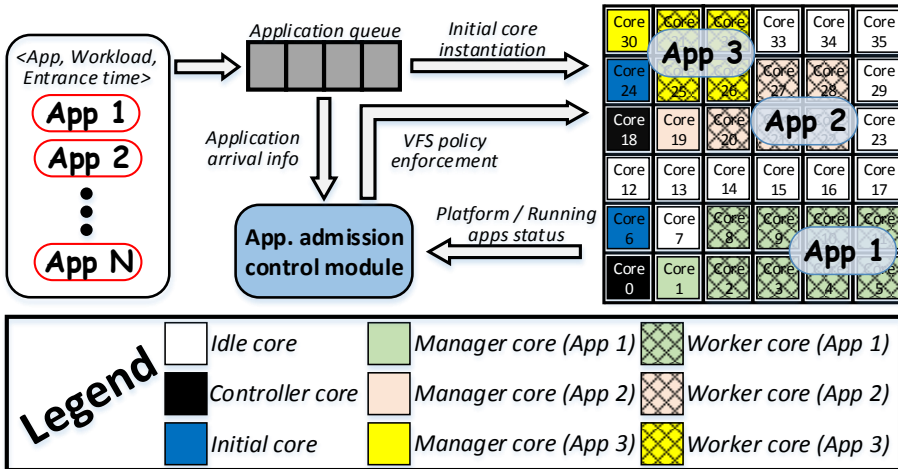 <App, Workload,
Entrance time>
App 1
App 2
App N
Application queue
Initial core
instantiation
Application
arrival info
VFS policy
enforcement
App. admission
control module
Platform / Running
apps status
Core Core Core Core Core Core
30 33 34 35
App 3
Core Core Core Core Core Core
24 25 26 27 28 29
App 2
Core Core Core 
18 19 20 23
Core Core Core Core Core Core
12 13 14 15 16 17
Core Core Core Core Core Core
6 7 8 9
App 1
Core Core Core Core Core Core
0 1 2 3 4 5
Legend
Idle core
Manager core (App 1)
Worker core (App 1)
Controller core
Manager core (App 2)
Worker core (App 2)
Initial core
Manager core (App 3)
Worker core (App 3)